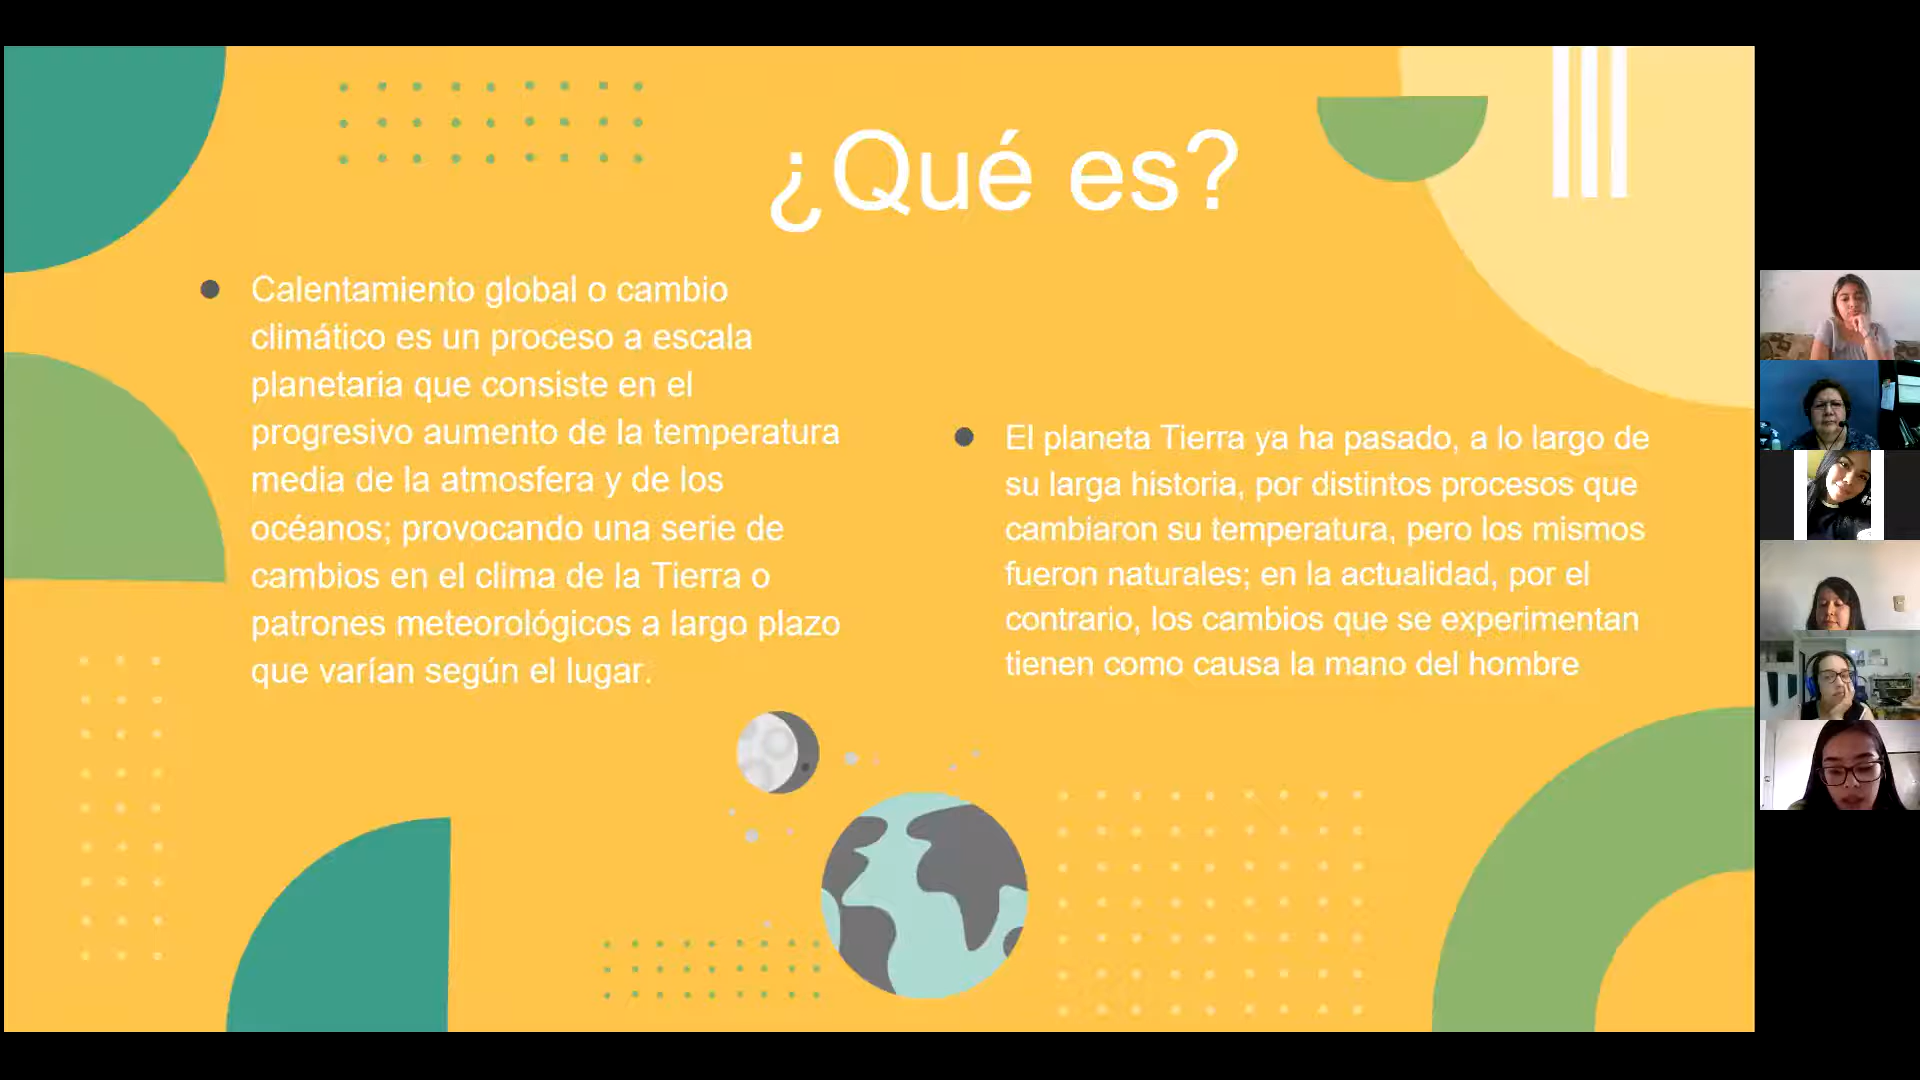 ¿Qué es?
Calentamiento global o cambio
climático es un proceso a escala
planetaria que consiste en el
progresivo aumento de la temperatura
media de la atmosfera y de los
océanos; provocando una serie de
cambios en el clima de la Tierra o
patrones meteorológicos a largo plazo
que varían según el lugar.
El planeta Tierra ya ha pasado, a lo largo de
su larga historia, por distintos procesos que
cambiaron su temperatura, pero los mismos
fueron naturales; en la actualidad, por el
contrario, los cambios que se experimentan
tienen como causa la mano del hombre